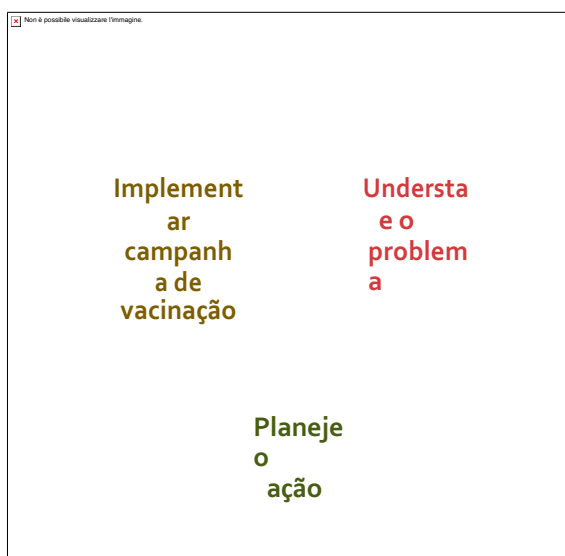 Non è possibile visualizzare l'immagine.
Implement
ar
campanh
a de
vacinação
Understa
e o
problem
a
Planeje
o
ação